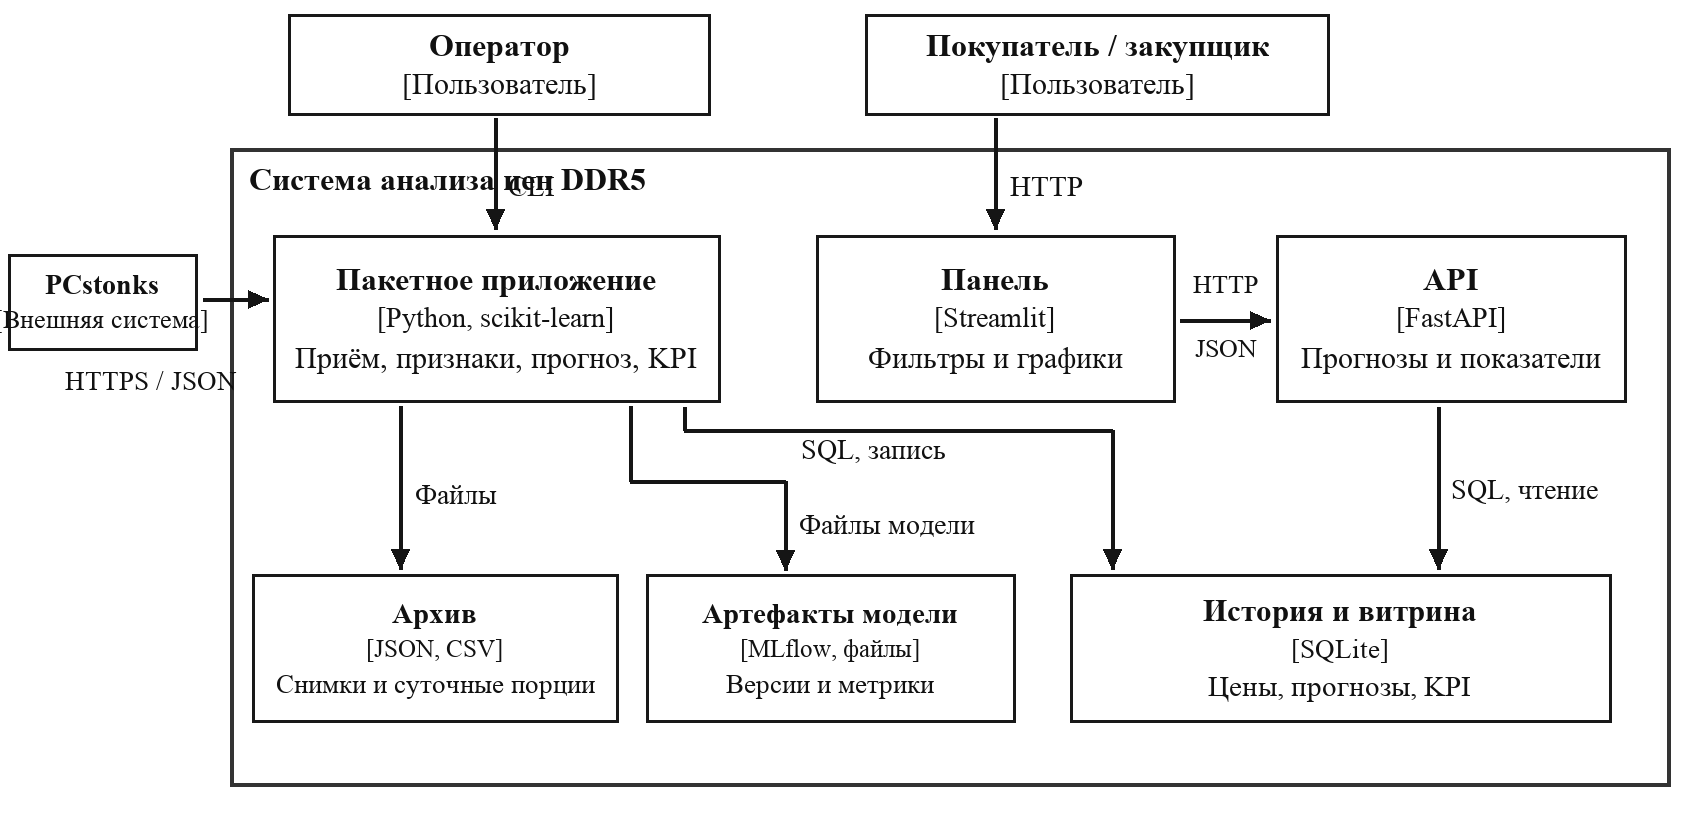 Оператор
[Пользователь]
Покупатель / закупщик
[Пользователь]
Система анализа цен DDR5
CLI
HTTP
PCstonks
[Внешняя система]
HTTPS / JSON
Пакетное приложение
[Python, scikit-learn]
Приём, признаки, прогноз, KPI
Панель
[Streamlit]
Фильтры и графики
HTTP
JSON
API
[FastAPI]
Прогнозы и показатели
Файлы
Файлы модели
SQL, запись
SQL, чтение
Архив
[JSON, CSV]
Снимки и суточные порции
Артефакты модели
[MLflow, файлы]
Версии и метрики
История и витрина
[SQLite]
Цены, прогнозы, KPI